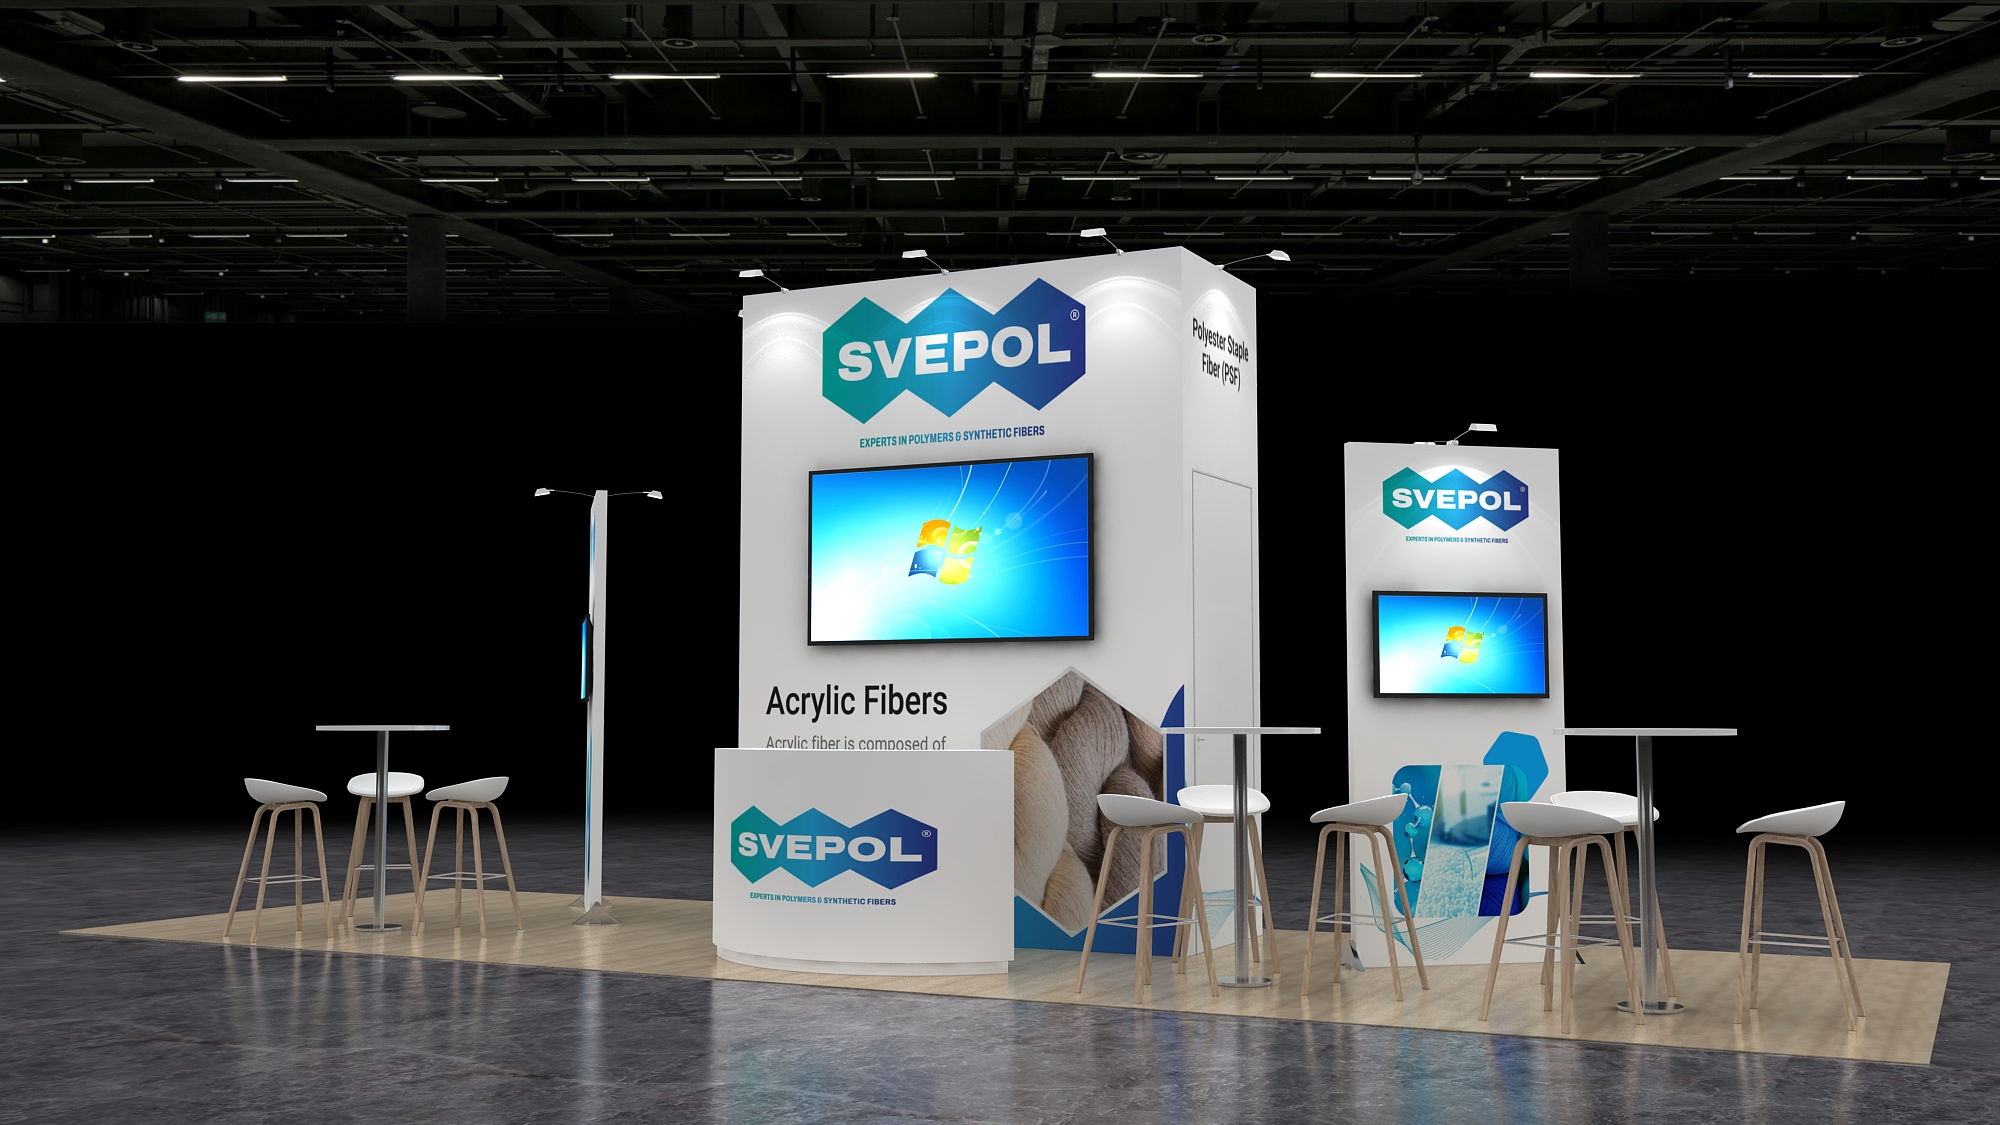 SVEPOL®
EXPERTS IN POLYMERS & SYNTHETIC FIBERS
Polyester Staple
Fiber (PSF)
Acrylic Fibers
Acrylic fiber is composed of
SVEPOL®
EXPERTS IN POLYMERS & SYNTHETIC FIBERS
SVEPOL®
EXPERTS IN POLYMERS & SYNTHETIC FIBERS